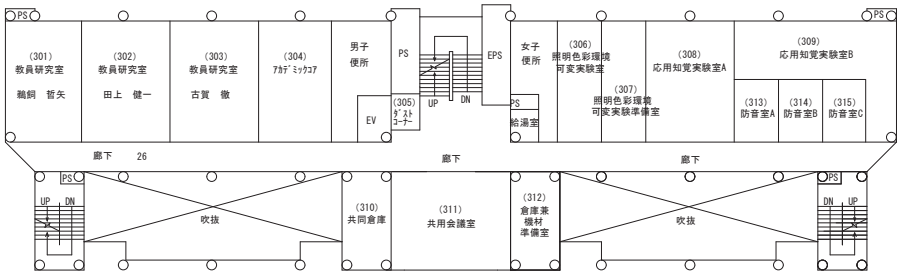 PS
(301)
教員研究室
鵜飼 哲矢
(302)
教員研究室
田上 健一
(303)
教員研究室
古賀 徹
(304)
ｱｶﾃﾞﾐｯｸｺｱ
男子
便所
EV
PS
(305)
ﾀﾞｽﾄ
ｺｰﾅｰ
UP
DN
EPS
女子
便所
PS
給湯室
(306)
照明色彩環境
可変実験室
(307)
照明色彩環境
可変実験準備室
(308)
応用知覚実験室A
(309)
応用知覚実験室B
(313)
防音室A
(314)
防音室B
(315)
防音室C
PS
廊下 26
廊下
廊下
PS
UP DN
吹抜
(310)
共同倉庫
(311)
共用会議室
(312)
倉庫兼
機材
準備室
吹抜
PS
DN UP